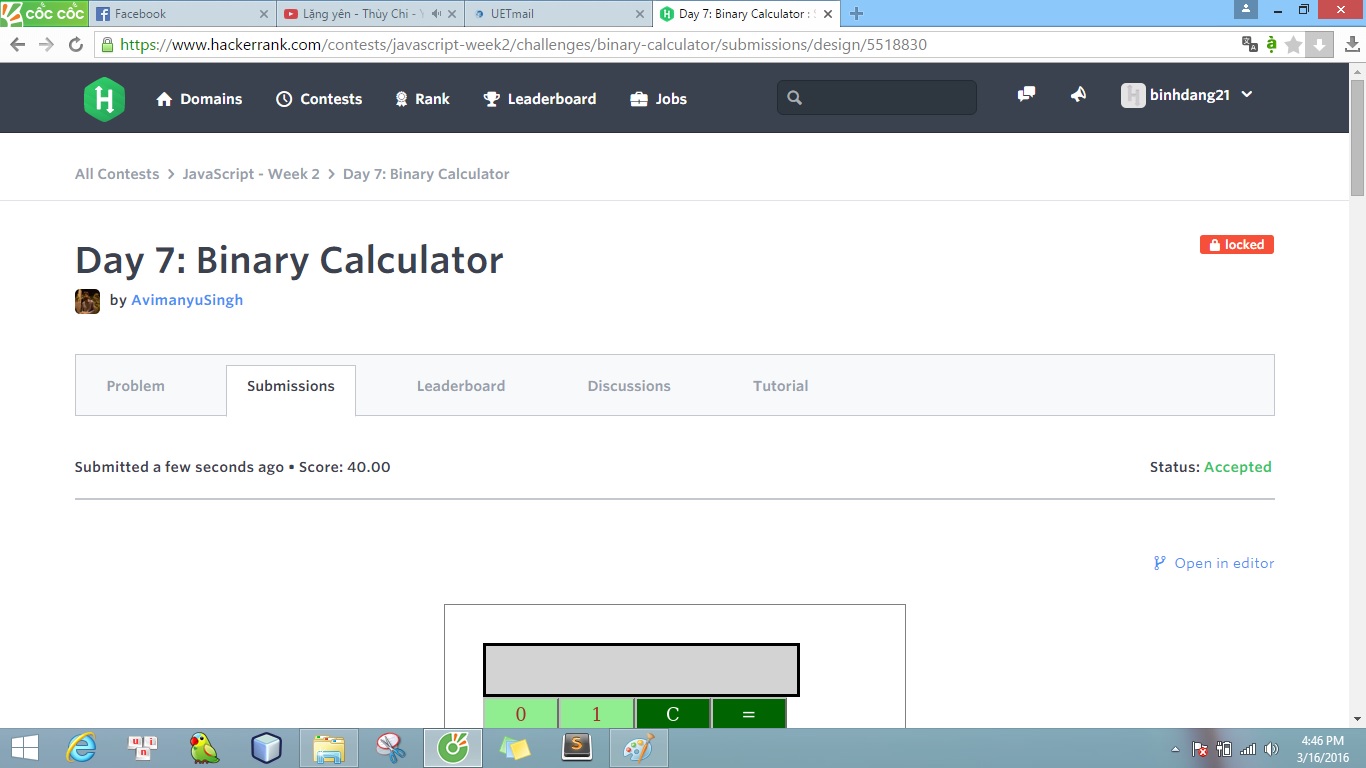 cốc cốc
Facebook
Lặng yên - Thùy Chi - Y
UETmail
Day 7: Binary Calculator :
https://www.hackerrank.com/contests/javascript-week2/challenges/binary-calculator/submissions/design/5518830
H
Domains
Contests
Rank
Leaderboard
Jobs
binhdang21
All Contests > JavaScript - Week 2 > Day 7: Binary Calculator
Day 7: Binary Calculator
locked
by AvimanyuSingh
Problem
Submissions
Leaderboard
Discussions
Tutorial
Submitted a few seconds ago • Score: 40.00
Status: Accepted
Open in editor
0 1 C =
4:46 PM
3/16/2016